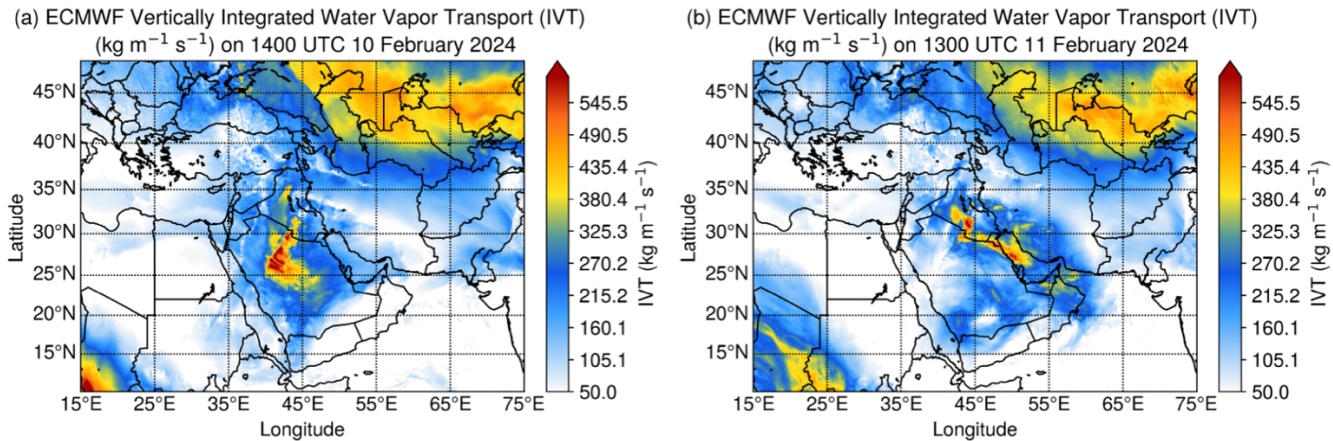 (a) ECMWF Vertically Integrated Water Vapor Transport (IVT)
(kg m⁻¹ s⁻¹) on 1400 UTC 10 February 2024
45°N
40°N
35°N
30°N
25°N
20°N
15°N
Latitude
15°E 25°E 35°E 45°E 55°E 65°E 75°E
Longitude
545.5
490.5
435.4
380.4
325.3
270.2
215.2
160.1
105.1
50.0
IVT (kg m⁻¹ s⁻¹)
(b) ECMWF Vertically Integrated Water Vapor Transport (IVT)
(kg m⁻¹ s⁻¹) on 1300 UTC 11 February 2024
45°N
40°N
35°N
30°N
25°N
20°N
15°N
Latitude
15°E 25°E 35°E 45°E 55°E 65°E 75°E
Longitude
545.5
490.5
435.4
380.4
325.3
270.2
215.2
160.1
105.1
50.0
IVT (kg m⁻¹ s⁻¹)